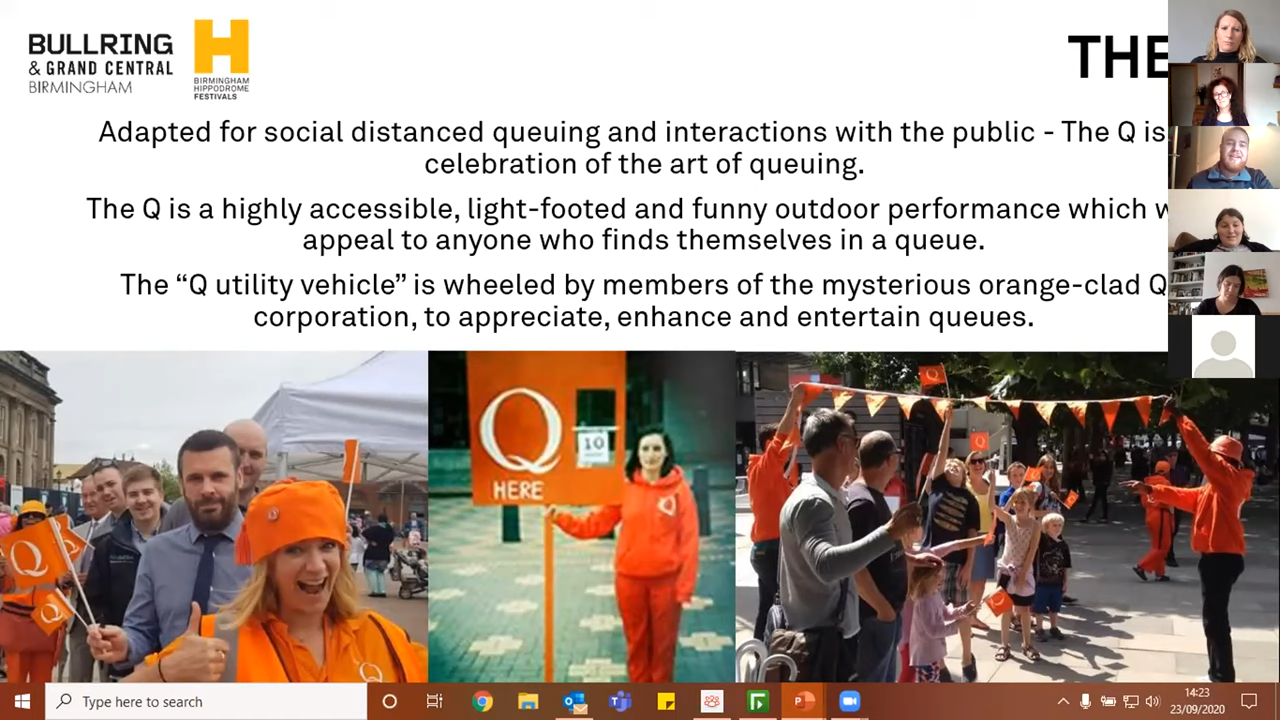 BULLRING
& GRAND CENTRAL
BIRMINGHAM
H
BIRMINGHAM
HIPPODROME
FESTIVALS
THE
Adapted for social distanced queuing and interactions with the public - The Q is
celebration of the art of queuing.
The Q is a highly accessible, light-footed and funny outdoor performance which w
appeal to anyone who finds themselves in a queue.
The “Q utility vehicle” is wheeled by members of the mysterious orange-clad Q
corporation, to appreciate, enhance and entertain queues.
Q
Q
Q
Q
HERE
10
Q
Q
Q
Q
Type here to search
14:23
23/09/2020